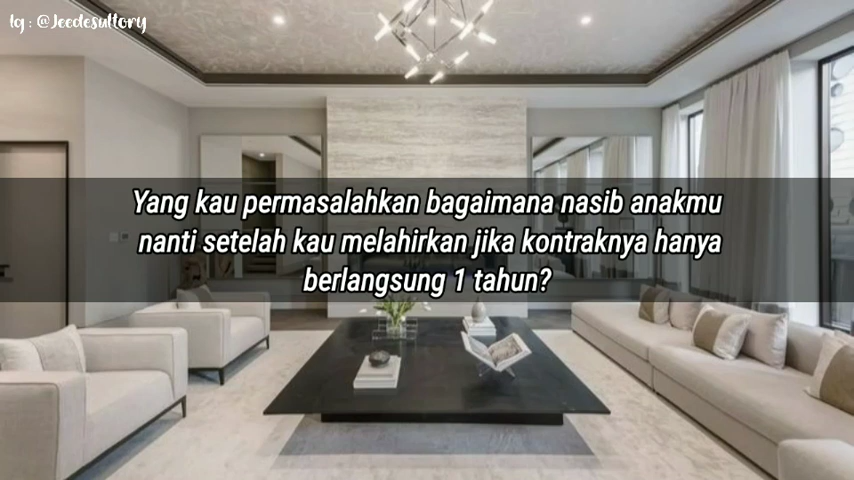 Ig : @Jeedesultory
Yang kau permasalahkan bagaimana nasib anakmu
nanti setelah kau melahirkan jika kontraknya hanya
berlangsung 1 tahun?